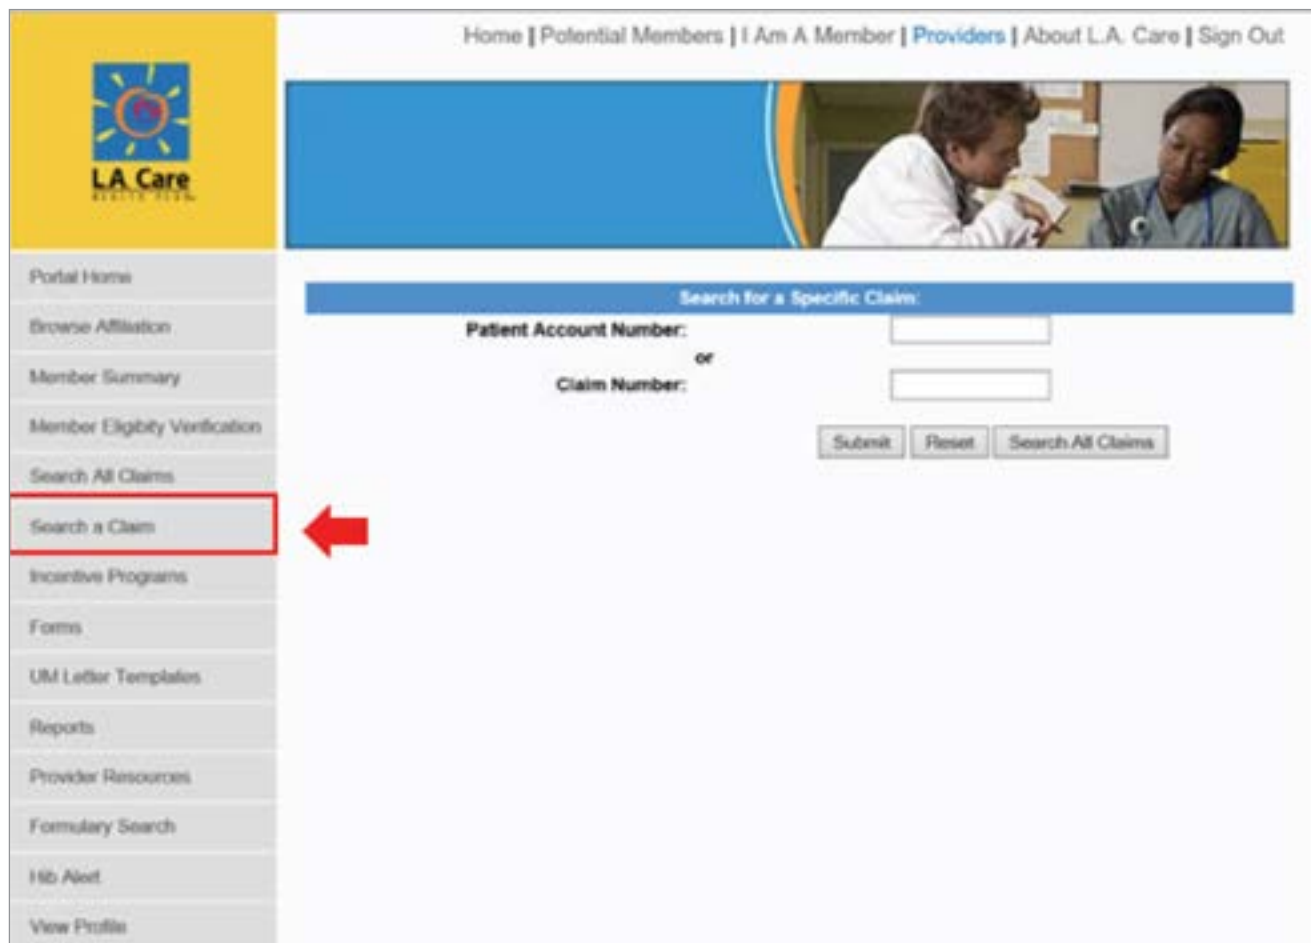 Home | Potential Members | I Am A Member | Providers | About L.A. Care | Sign Out
L.A. Care
HEALTH PLAN
Portal Home
Browse Affiliation
Member Summary
Member Eligibity Verification
Search All Claims
Search a Claim
Incentive Programs
Forms
UM Letter Templates
Reports
Provider Resources
Formulary Search
Hib Alert
View Profile
Search for a Specific Claim:
Patient Account Number:
or
Claim Number:
Submit Reset Search All Claims